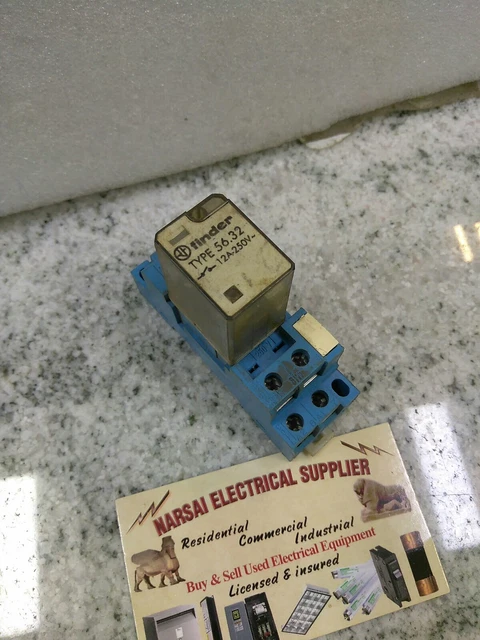 finder
TYPE 56.32
12A-250V~
NARSAI ELECTRICAL SUPPLIER
Residential
Commercial
Industrial
Buy & Sell Used Electrical Equipment
Licensed & insured